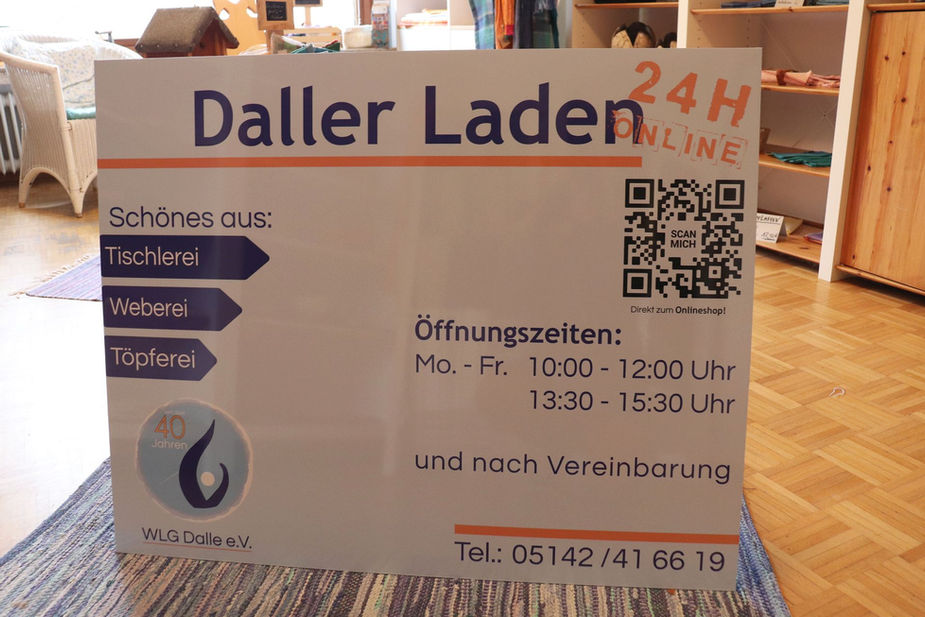 Daller Laden
24H
ONLINE
Schönes aus:
Tischlerei
Weberei
Töpferei
SCAN
MICH
Direkt zum Onlineshop!
Öffnungszeiten:
Mo. - Fr. 10:00 - 12:00 Uhr
13:30 - 15:30 Uhr
und nach Vereinbarung
40
Jahren
WLG Dalle e.V.
Tel.: 05142 /41 66 19